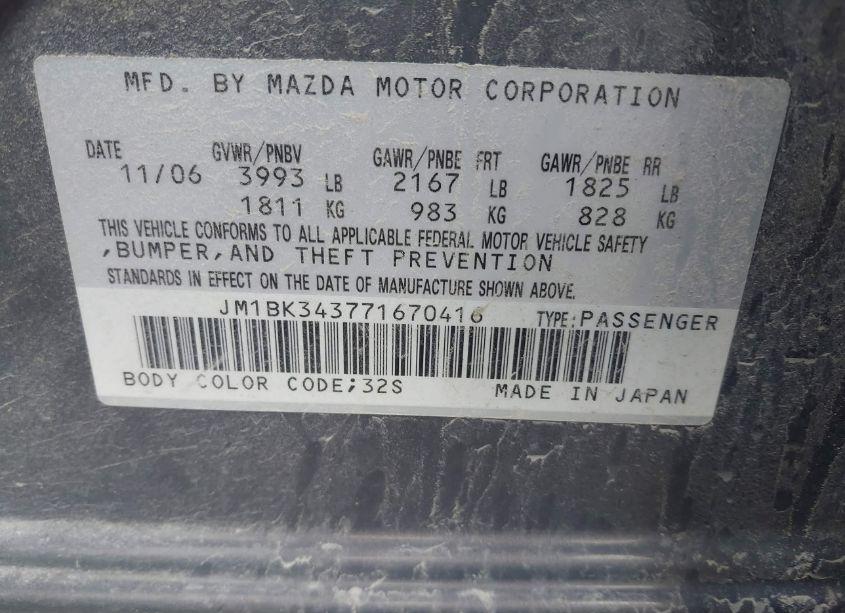 MFD. BY MAZDA MOTOR CORPORATION
DATE GVWR/PNBV GAWR/PNBE FRT GAWR/PNBE RR
11/06 3993 LB 2167 LB 1825 LB
1811 KG 983 KG 828 KG
THIS VEHICLE CONFORMS TO ALL APPLICABLE FEDERAL MOTOR VEHICLE SAFETY
,BUMPER,AND THEFT PREVENTION
STANDARDS IN EFFECT ON THE DATE OF MANUFACTURE SHOWN ABOVE.
JM1BK343771670416 TYPE:PASSENGER
BODY COLOR CODE;32S MADE IN JAPAN